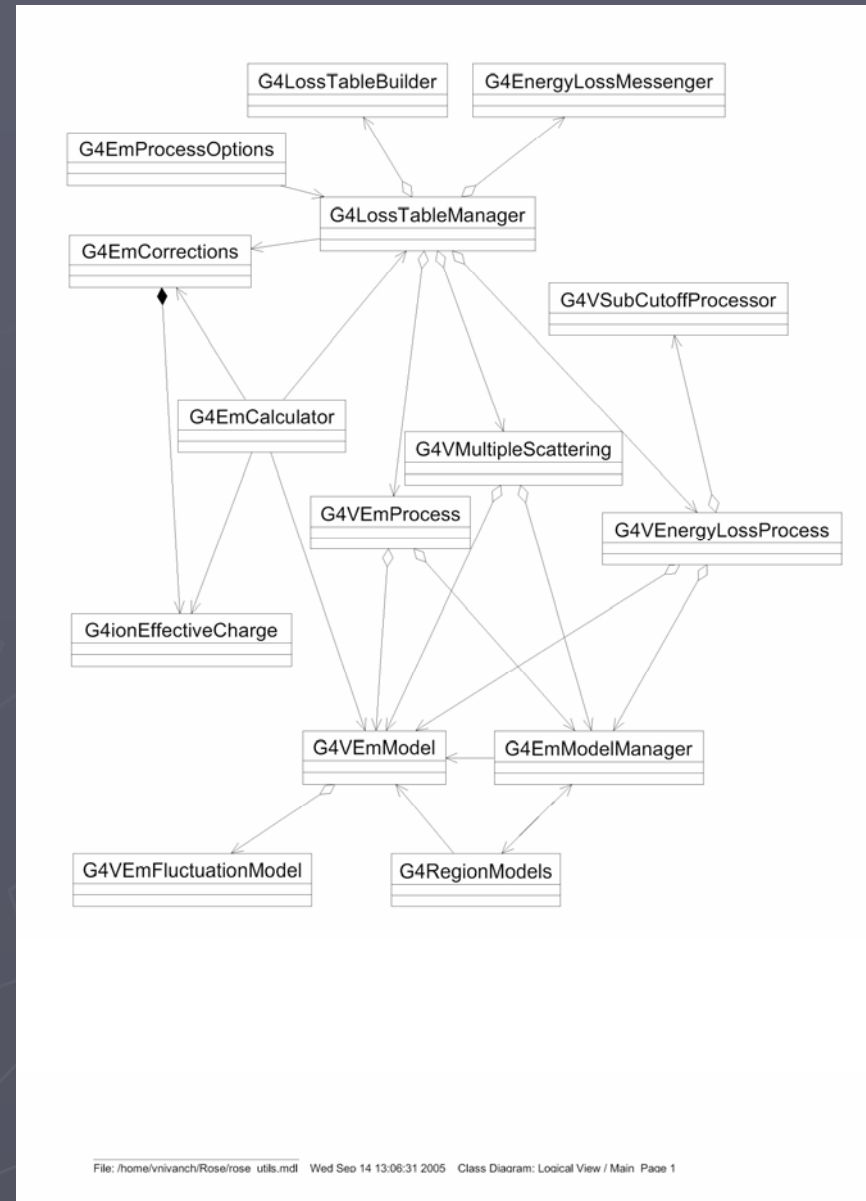 G4LossTableBuilder
G4EnergyLossMessenger
G4EmProcessOptions
G4LossTableManager
G4EmCorrections
G4VSubCutoffProcessor
G4EmCalculator
G4VMultipleScattering
G4VEmProcess
G4VEnergyLossProcess
G4ionEffectiveCharge
G4VEmModel
G4EmModelManager
G4VEmFluctuationModel
G4RegionModels
File: /home/vnivanch/Rose/rose_utils.mdl Wed Sep 14 13:06:31 2005 Class Diagram: Logical View / Main Page 1